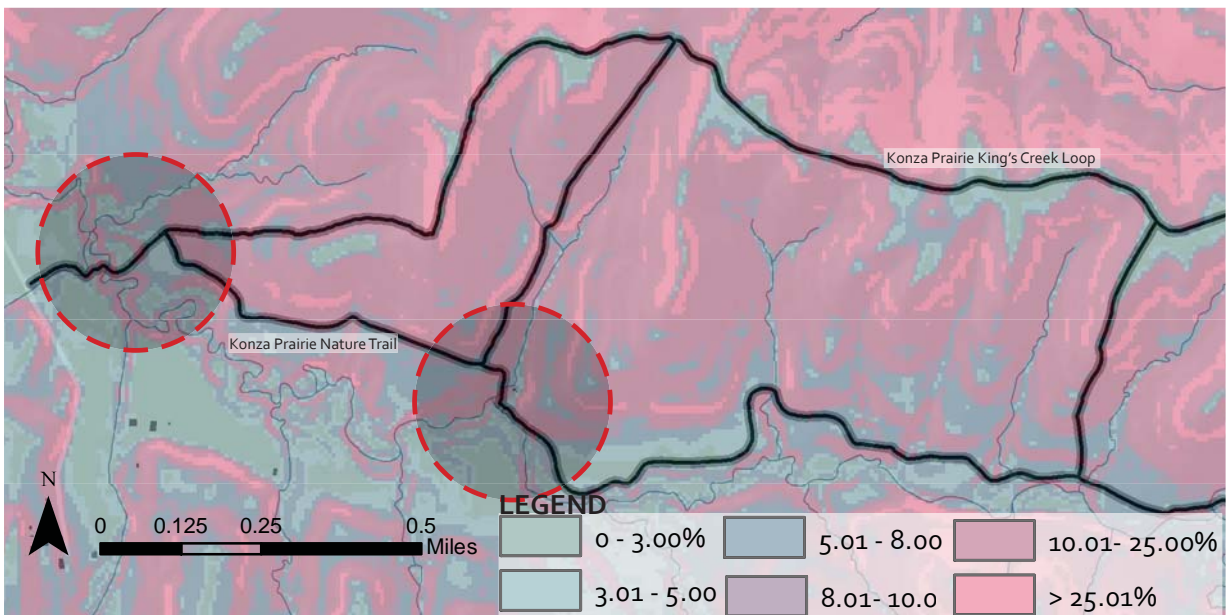 Konza Prairie King's Creek Loop
Konza Prairie Nature Trail
N
0 0.125 0.25 0.5
Miles
LEGEND
0 - 3.00% 5.01 - 8.00 10.01- 25.00%
3.01 - 5.00 8.01- 10.0 > 25.01%